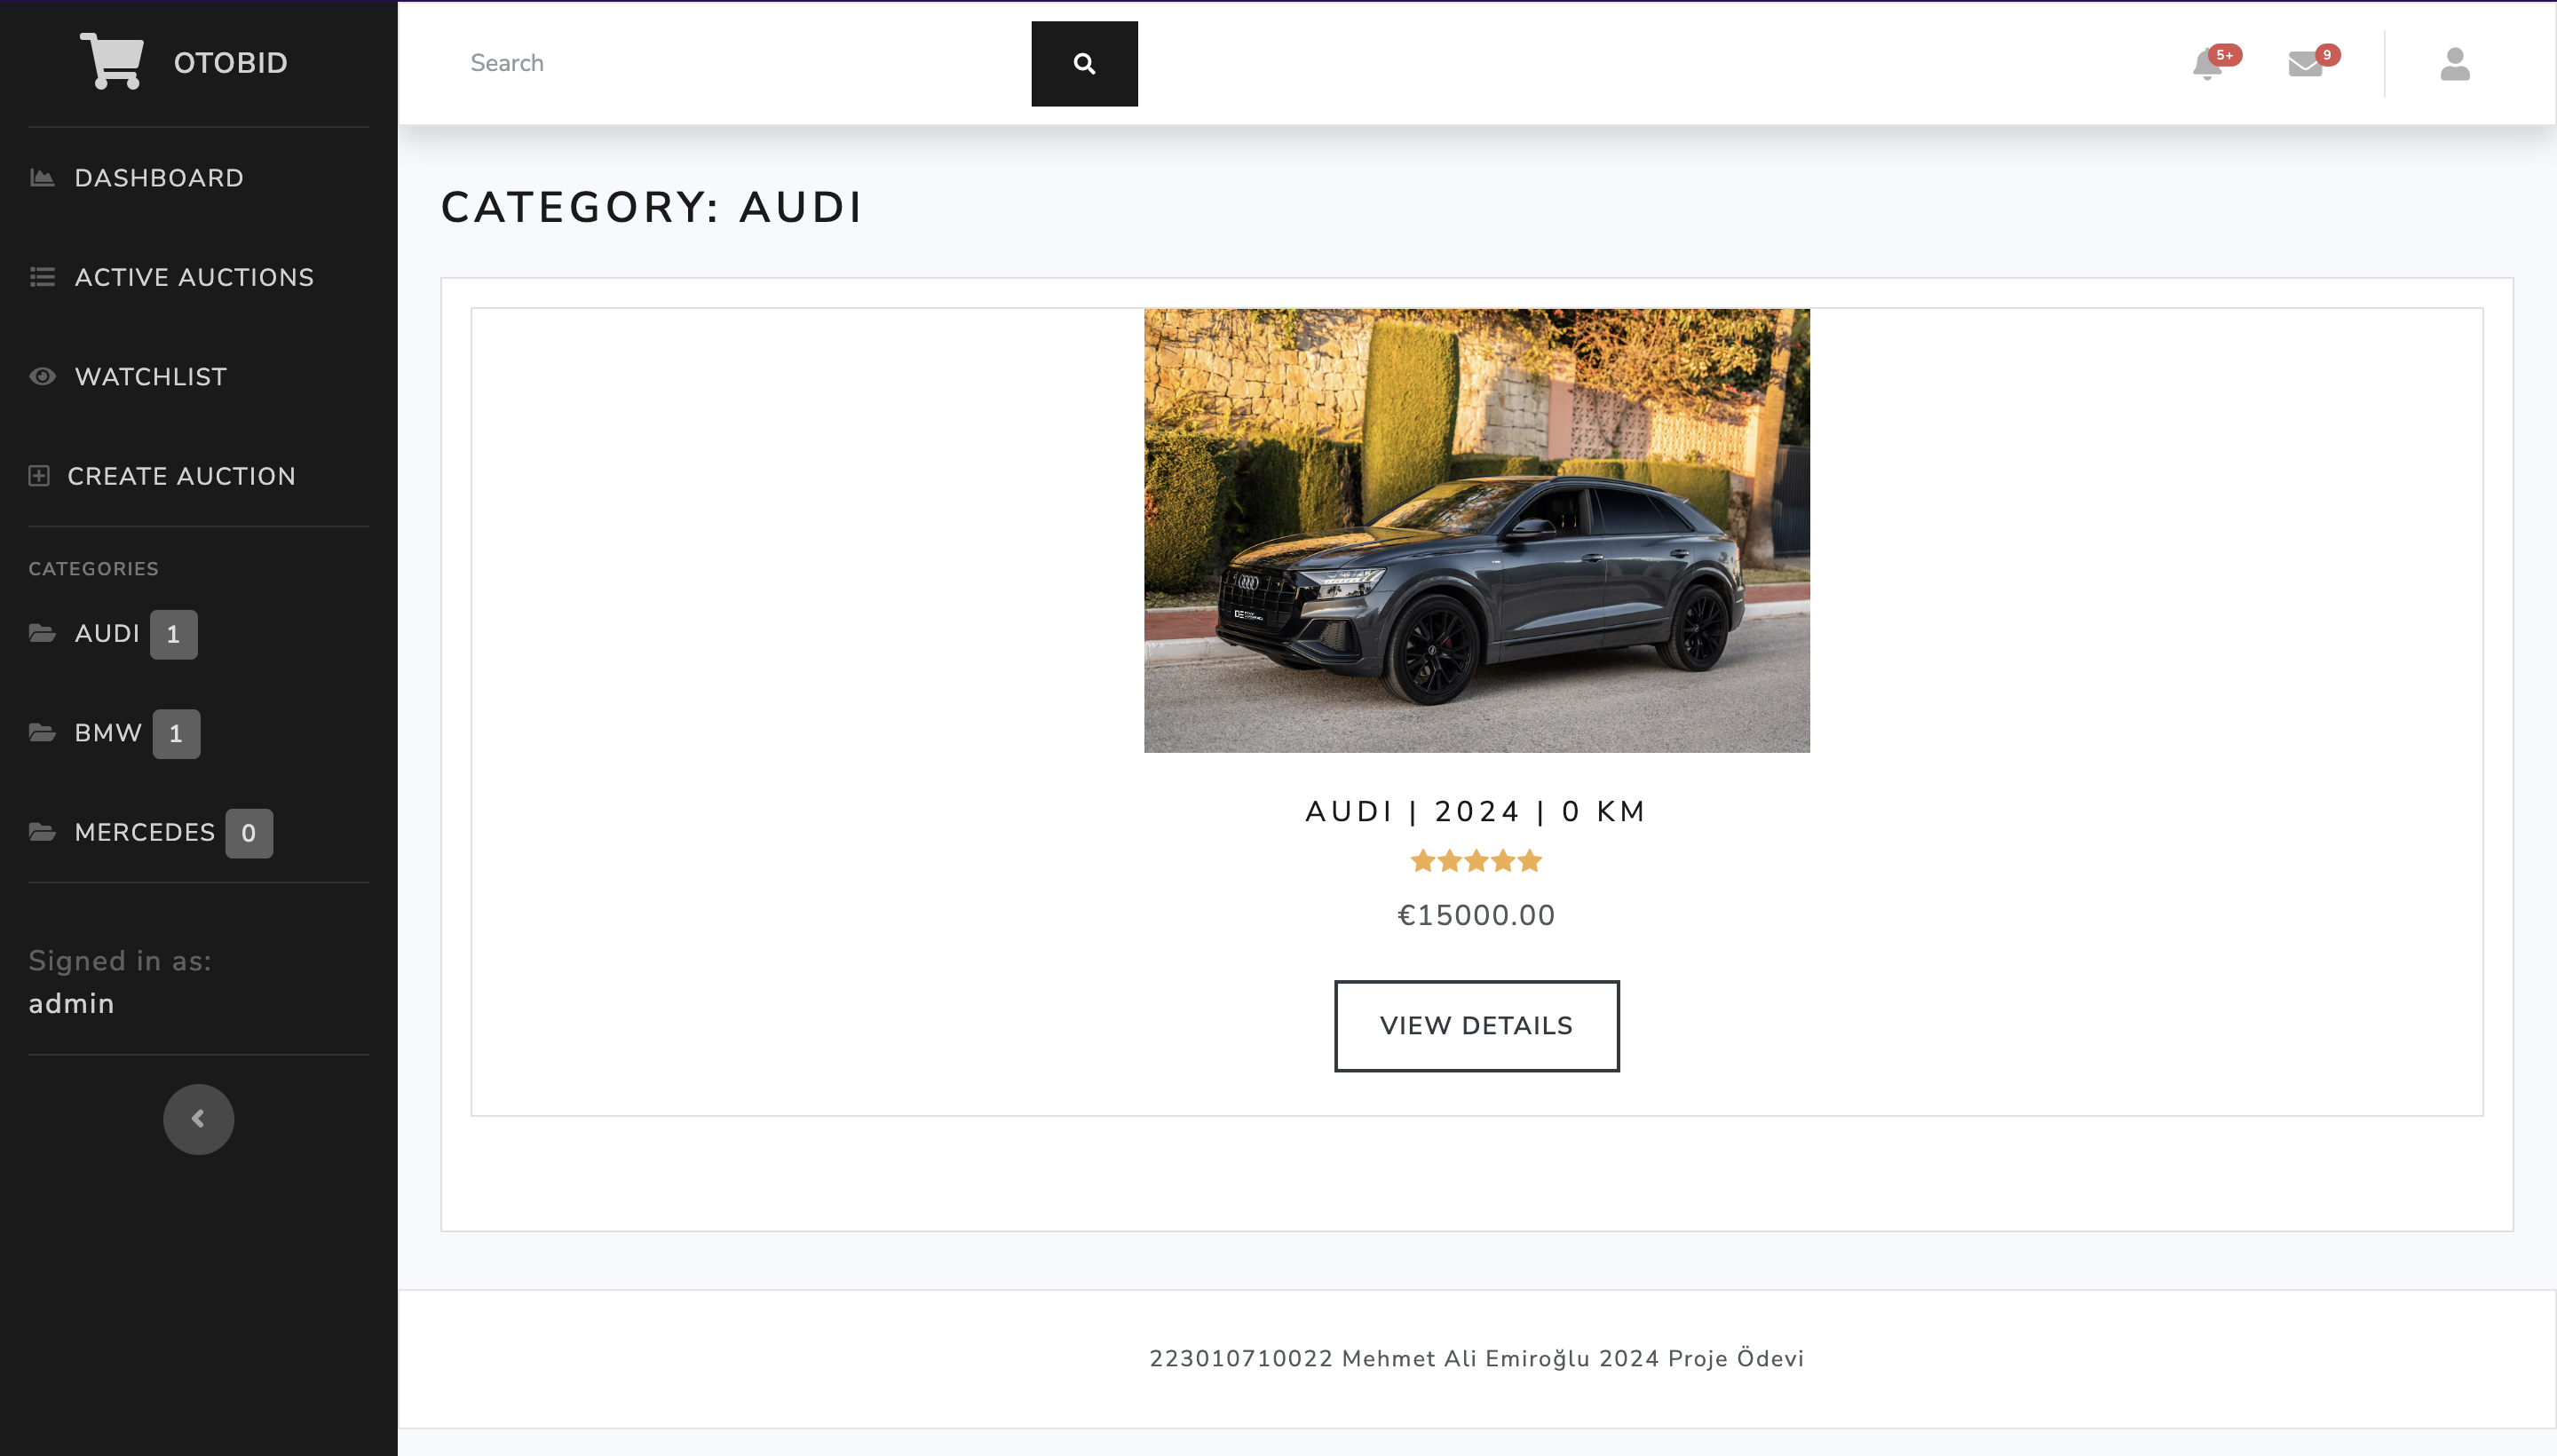 OTOBID
DASHBOARD
ACTIVE AUCTIONS
WATCHLIST
CREATE AUCTION
CATEGORIES
AUDI 1
BMW 1
MERCEDES 0
Signed in as:
admin
Search
5+
9
CATEGORY: AUDI
AUDI | 2024 | 0 KM
€15000.00
VIEW DETAILS
223010710022 Mehmet Ali Emiroğlu 2024 Proje Ödevi